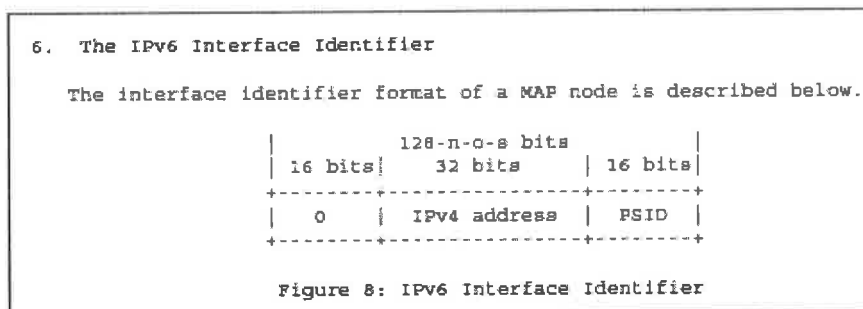 6. The IPv6 Interface Identifier
The interface identifier format of a MAP node is described below.
| 128-n-o-s bits |
| 16 bits| 32 bits | 16 bits|
+--------+----------------+--------+
| 0 | IPv4 address | PSID |
+--------+----------------+--------+
Figure 8: IPv6 Interface Identifier